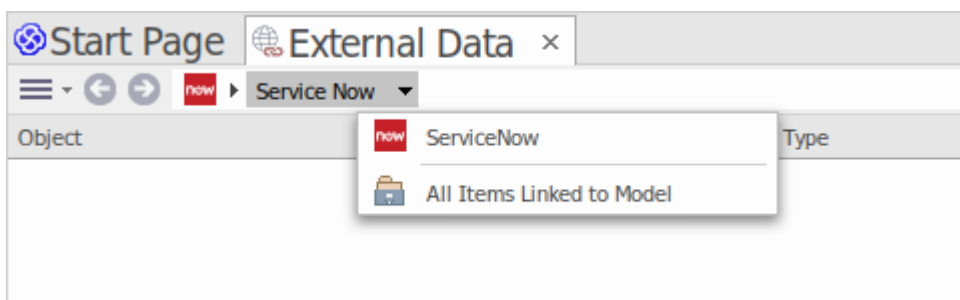 Start Page External Data ×
now Service Now
Object Type
now ServiceNow
All Items Linked to Model